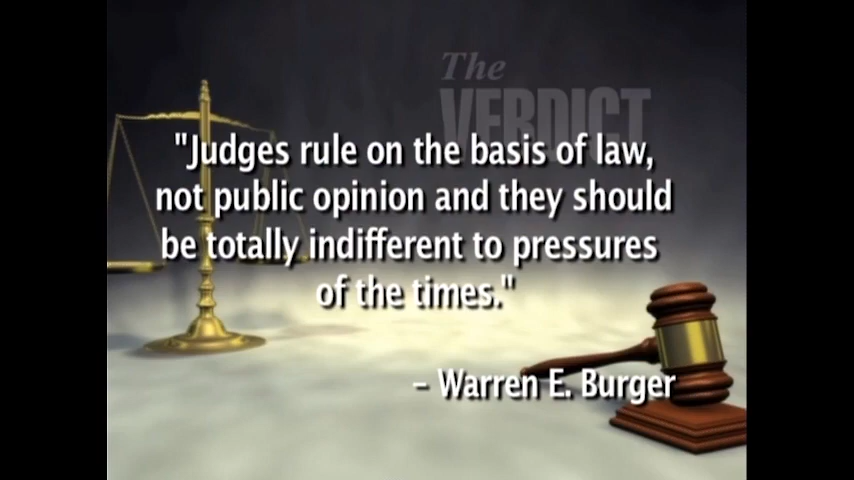 The
VERDICT
"Judges rule on the basis of law,
not public opinion and they should
be totally indifferent to pressures
of the times."
– Warren E. Burger